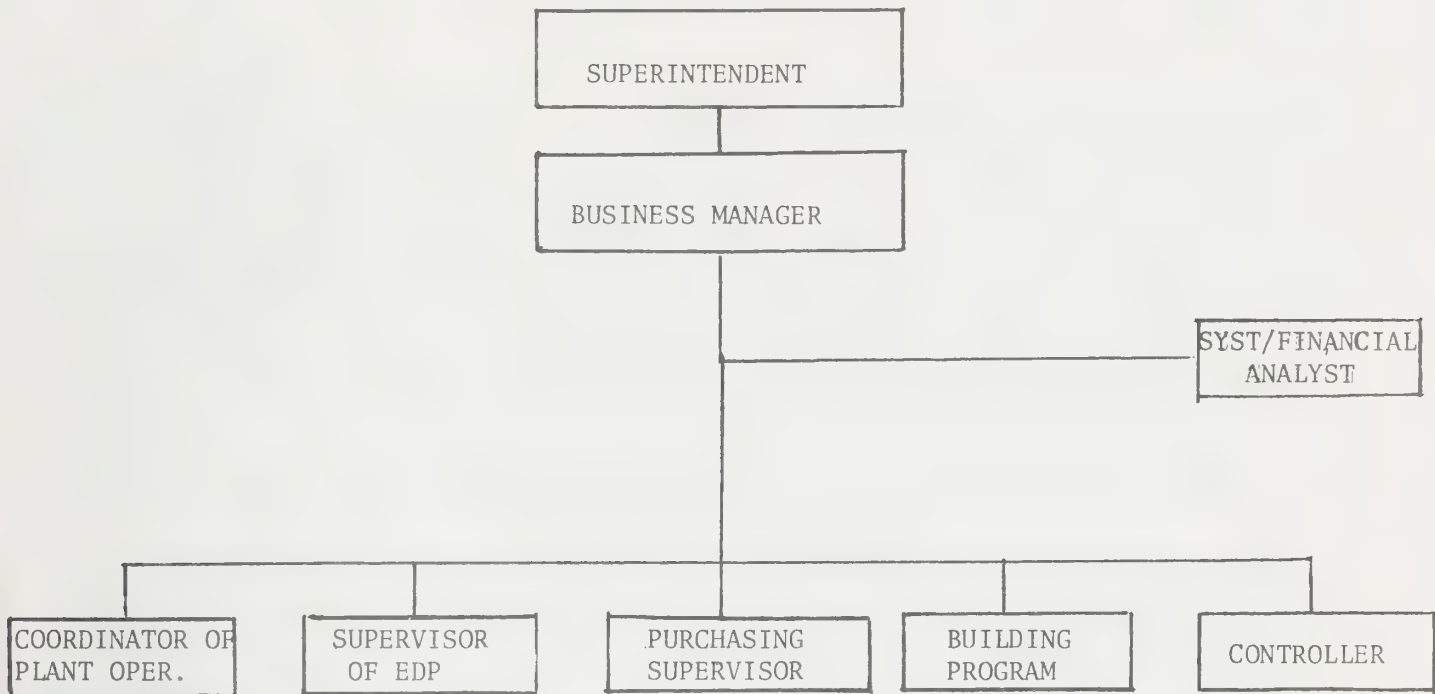 SUPERINTENDENT
BUSINESS MANAGER
SYST/FINANCIAL
ANALYST
COORDINATOR OF
PLANT OPER.
SUPERVISOR
OF EDP
PURCHASING
SUPERVISOR
BUILDING
PROGRAM
CONTROLLER